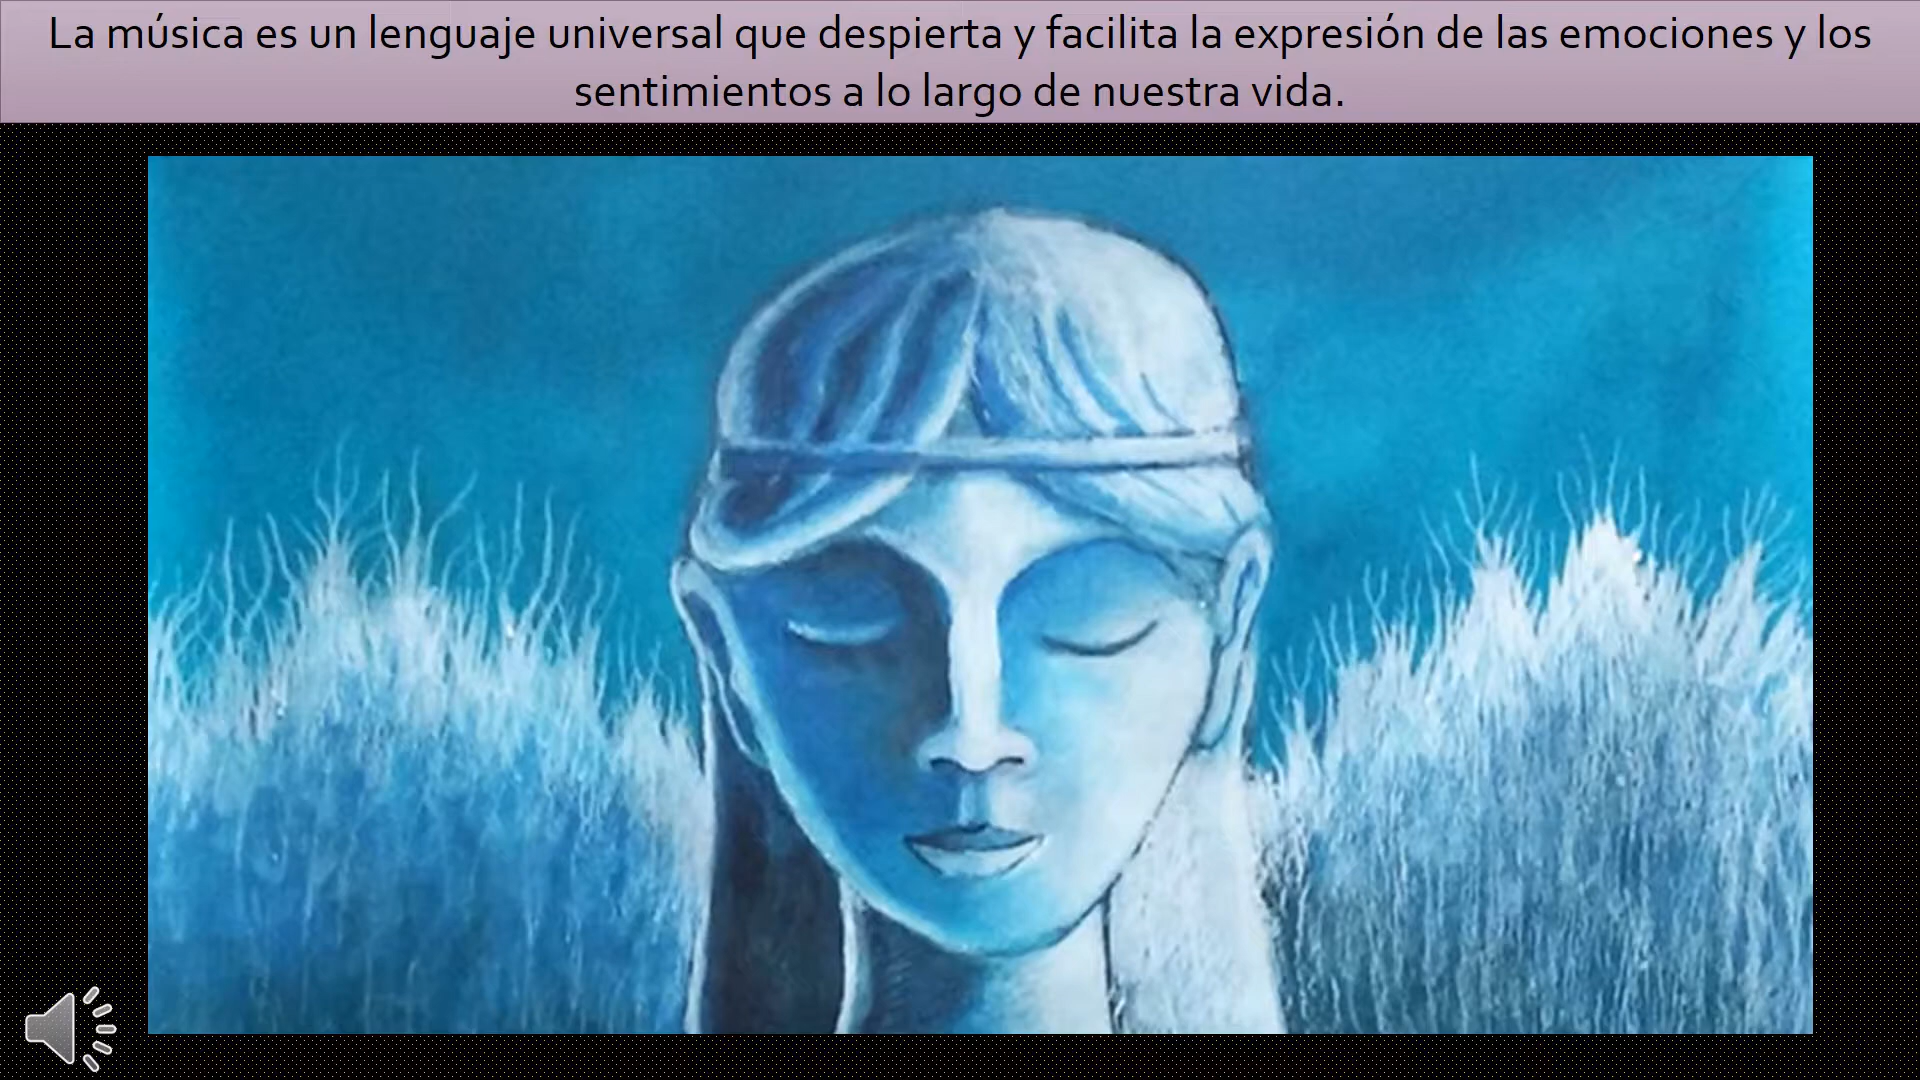 La música es un lenguaje universal que despierta y facilita la expresión de las emociones y los
sentimientos a lo largo de nuestra vida.